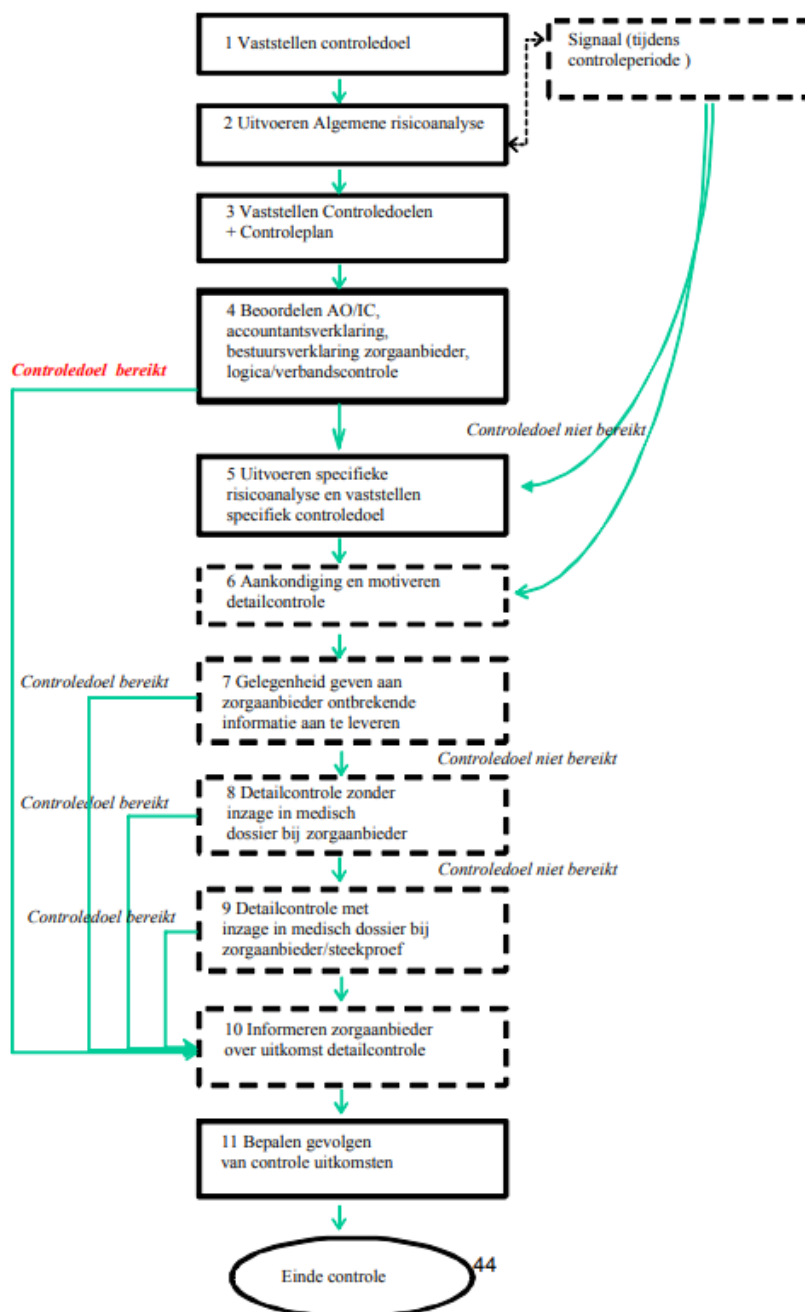 1 Vaststellen controledoel
Signaal (tijdens
controleperiode )
2 Uitvoeren Algemene risicoanalyse
3 Vaststellen Controledoelen
+ Controleplan
4 Beoordelen AO/IC,
accountantsverklaring,
bestuursverklaring zorgaanbieder,
logica/verbandscontrole
Controledoel bereikt
Controledoel niet bereikt
5 Uitvoeren specifieke
risicoanalyse en vaststellen
specifiek controledoel
6 Aankondiging en motiveren
detailcontrole
Controledoel bereikt
7 Gelegenheid geven aan
zorgaanbieder ontbrekende
informatie aan te leveren
Controledoel niet bereikt
Controledoel bereikt
8 Detailcontrole zonder
inzage in medisch
dossier bij zorgaanbieder
Controledoel niet bereikt
Controledoel bereikt
9 Detailcontrole met
inzage in medisch dossier bij
zorgaanbieder/steekproef
10 Informeren zorgaanbieder
over uitkomst detailcontrole
11 Bepalen gevolgen
van controle uitkomsten
Einde controle
44